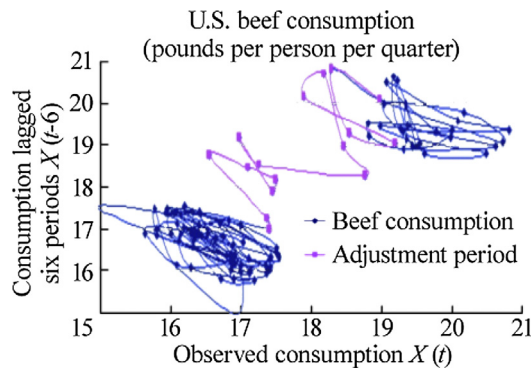 U.S. beef consumption
(pounds per person per quarter)
Consumption lagged
six periods X (t-6)
21
20
19
18
17
16
15
16
17
18
19
20
21
Beef consumption
Adjustment period
Observed consumption X (t)